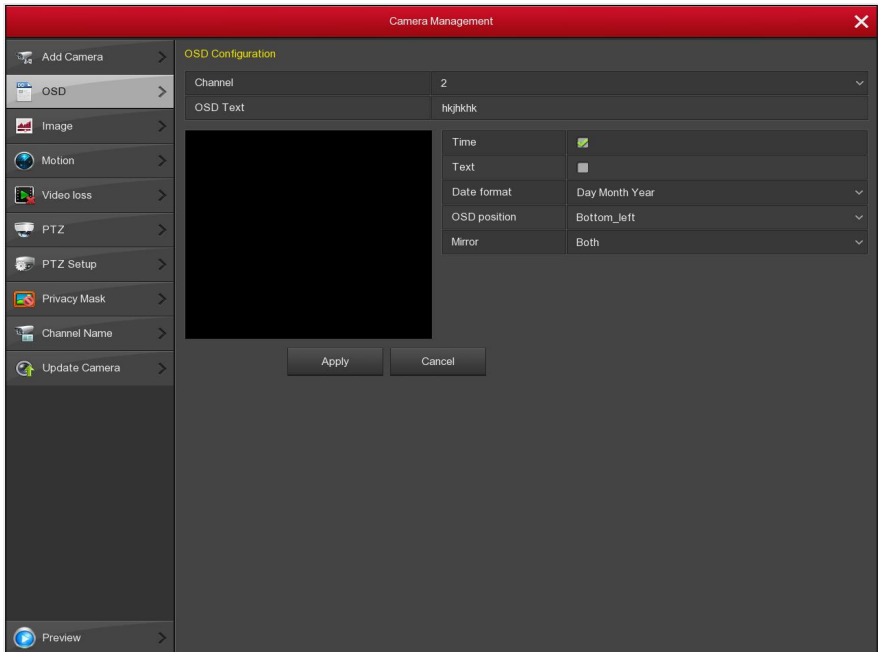 Camera Management
Add Camera
OSD
Image
Motion
Video loss
PTZ
PTZ Setup
Privacy Mask
Channel Name
Update Camera
Preview
OSD Configuration
Channel 2
OSD Text hkjhkhk
Time
Text
Date format Day Month Year
OSD position Bottom_left
Mirror Both
Apply Cancel